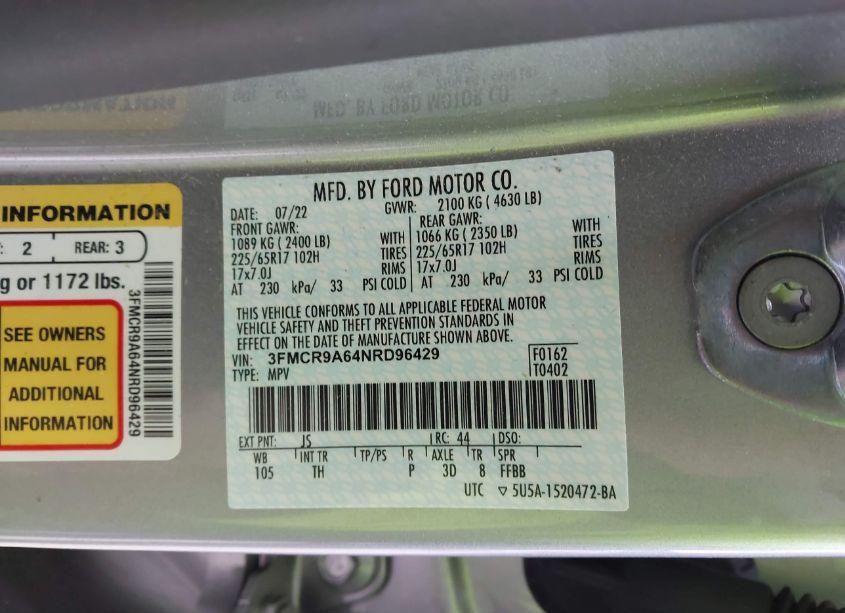 INFORMATION
: 2 REAR: 3
g or 1172 lbs.
SEE OWNERS
MANUAL FOR
ADDITIONAL
INFORMATION
3FMCR9A64NRD96429
MFD. BY FORD MOTOR CO.
DATE: 07/22 GVWR: 2100 KG ( 4630 LB)
FRONT GAWR: REAR GAWR:
1089 KG ( 2400 LB) WITH 1066 KG ( 2350 LB) WITH
225/65R17 102H TIRES 225/65R17 102H TIRES
17x7.0J RIMS 17x7.0J RIMS
AT 230 kPa/ 33 PSI COLD AT 230 kPa/ 33 PSI COLD
THIS VEHICLE CONFORMS TO ALL APPLICABLE FEDERAL MOTOR
VEHICLE SAFETY AND THEFT PREVENTION STANDARDS IN
EFFECT ON THE DATE OF MANUFACTURE SHOWN ABOVE.
VIN: 3FMCR9A64NRD96429 F0162
TYPE: MPV T0402
EXT PNT: JS RC: 44 DSO:
WB INT TR TP/PS R AXLE TR SPR
105 TH P 3D 8 FFBB
UTC ▽ 5U5A-1520472-BA